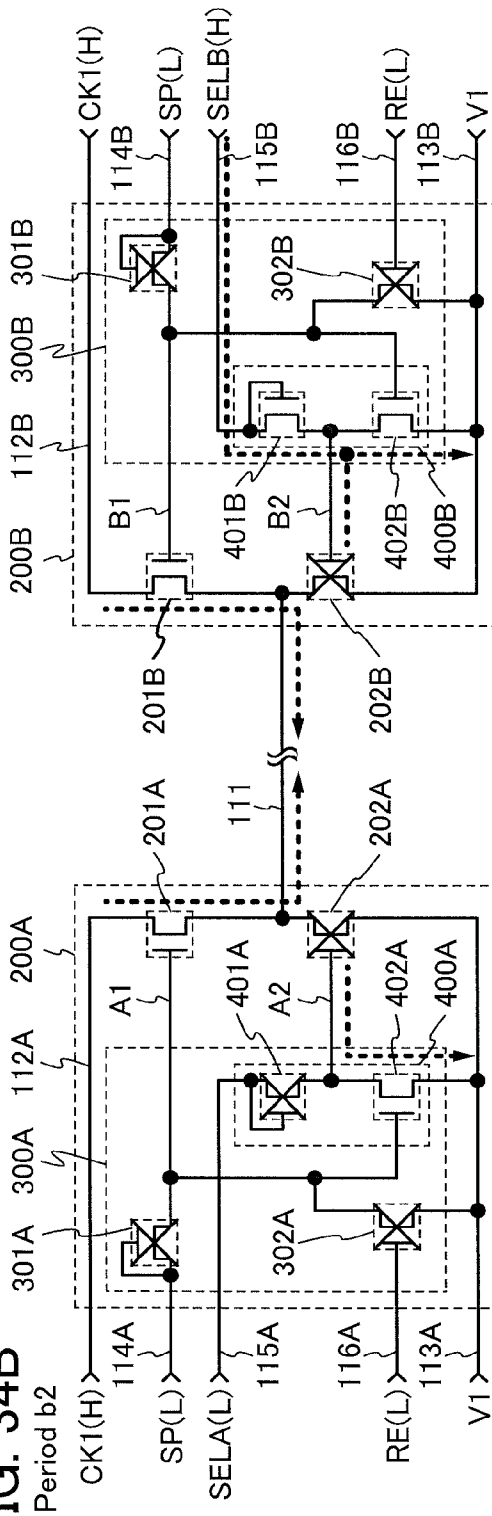 IG. 34B
Period b2
200A
112A
300A
301A
CK1(H)
114A
SP(L)
SELA(L)
115A
116A
RE(L)
113A
V1
A1
201A
401A
A2
202A
302A
402A
400A
111
200B
112B
300B
301B
CK1(H)
114B
SP(L)
SELB(H)
115B
116B
RE(L)
113B
V1
B1
201B
401B
B2
202B
302B
402B
400B